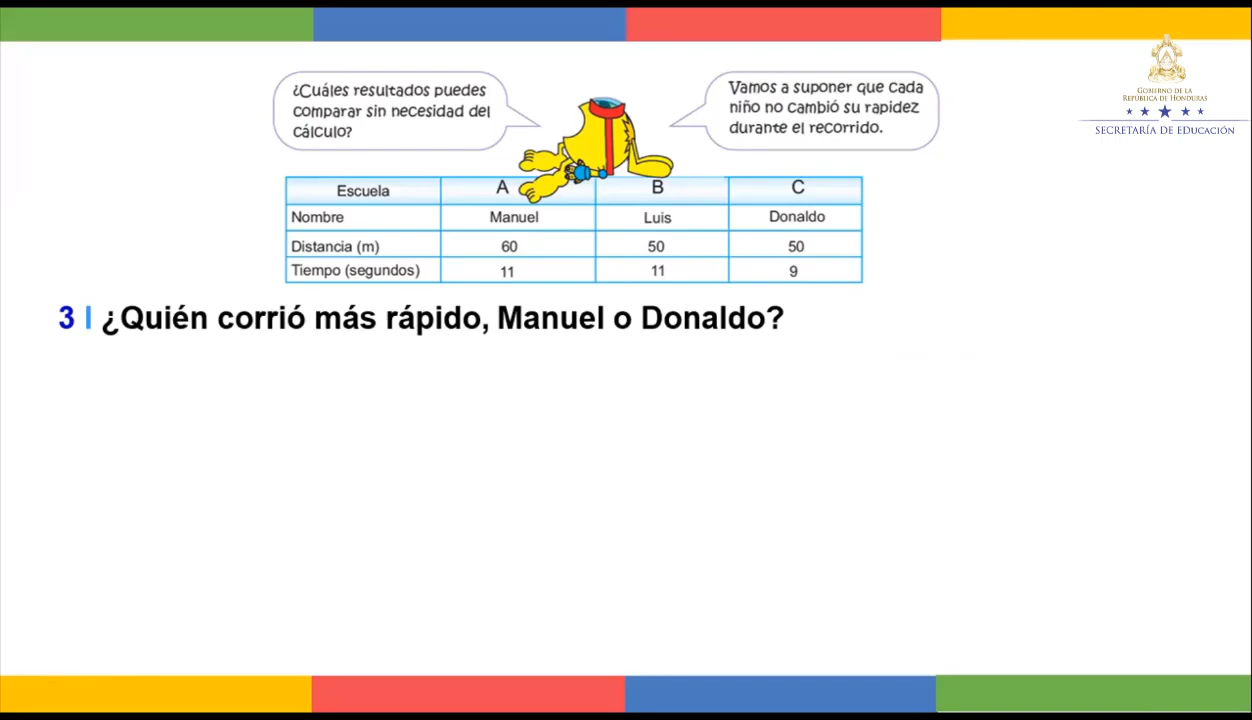 ¿Cuáles resultados puedes
comparar sin necesidad del
cálculo?
Vamos a suponer que cada
niño no cambió su rapidez
durante el recorrido.
GOBIERNO DE LA
REPÚBLICA DE HONDURAS
SECRETARÍA DE EDUCACIÓN
Escuela A B C
Nombre Manuel Luis Donaldo
Distancia (m) 60 50 50
Tiempo (segundos) 11 11 9
3 | ¿Quién corrió más rápido, Manuel o Donaldo?